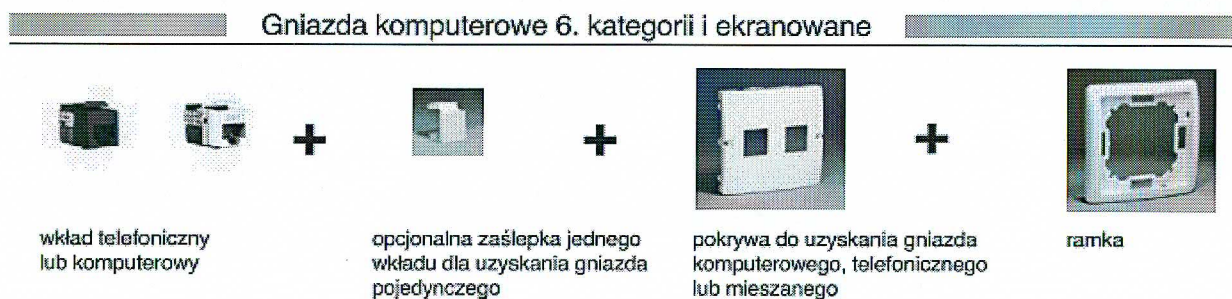 Gniazda komputerowe 6. kategorii i ekranowane
+
+
+
wkład telefoniczny
lub komputerowy
opcjonalna zaślepka jednego
wkładu dla uzyskania gniazda
pojedynczego
pokrywa do uzyskania gniazda
komputerowego, telefonicznego
lub mieszanego
ramka